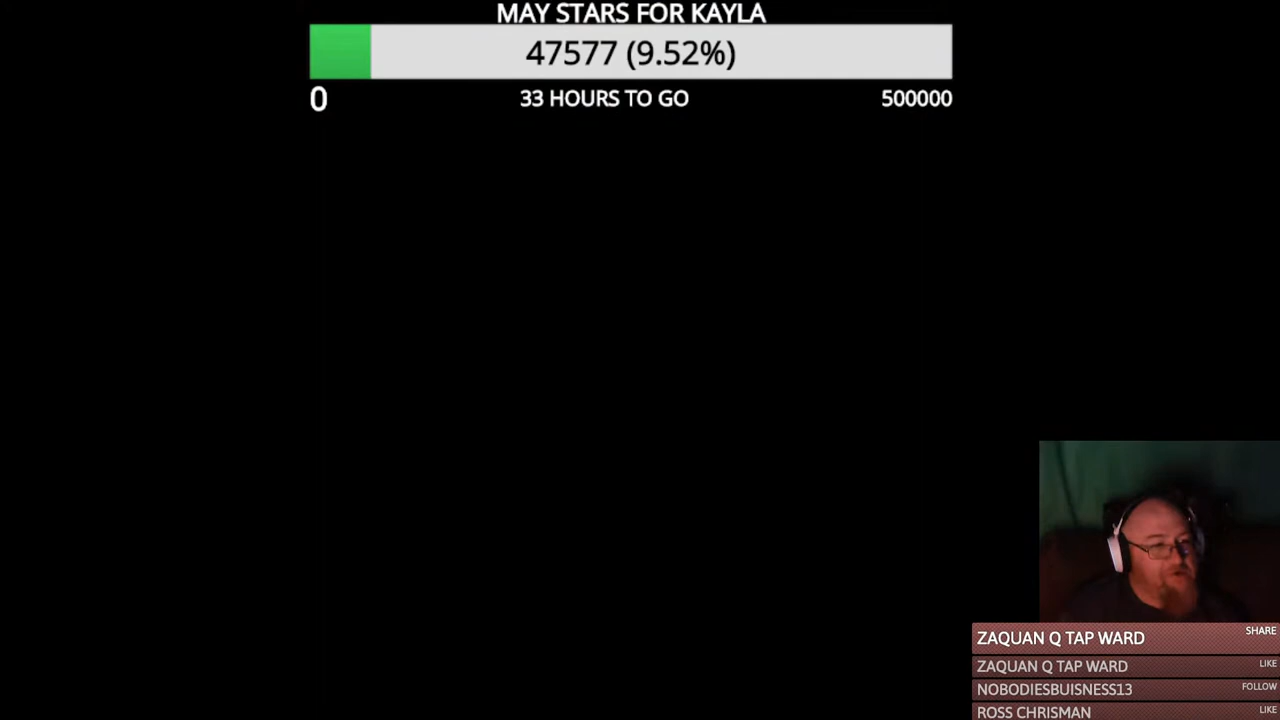 MAY STARS FOR KAYLA
47577 (9.52%)
0 33 HOURS TO GO 500000
ZAQUAN Q TAP WARD SHARE
ZAQUAN Q TAP WARD LIKE
NOBODIESBUISNESS13 FOLLOW
ROSS CHRISMAN LIKE